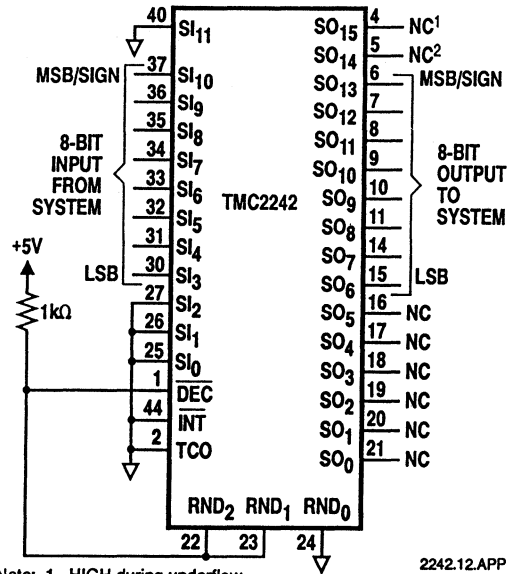 40 SI11 SO15 4 NC1
SO14 5 NC2
MSB/SIGN 37 SI10 SO13 6 MSB/SIGN
36 SI9 SO12 7
35 SI8 SO11 8
34 SI7 SO10 9
8-BIT INPUT FROM SYSTEM
8-BIT OUTPUT TO SYSTEM
TMC2242
33 SI6 SO9 10
32 SI5 SO8 11
31 SI4 SO7 14
LSB 30 SI3 SO6 15 LSB
+5V
1kΩ
27 SI2 SO5 16 NC
26 SI1 SO4 17 NC
25 SI0 SO3 18 NC
1 DEC SO2 19 NC
44 INT SO1 20 NC
2 TCO SO0 21 NC
RND2 RND1 RND0
22 23 24
Note: 1. HIGH during underflow
2242.12.APP